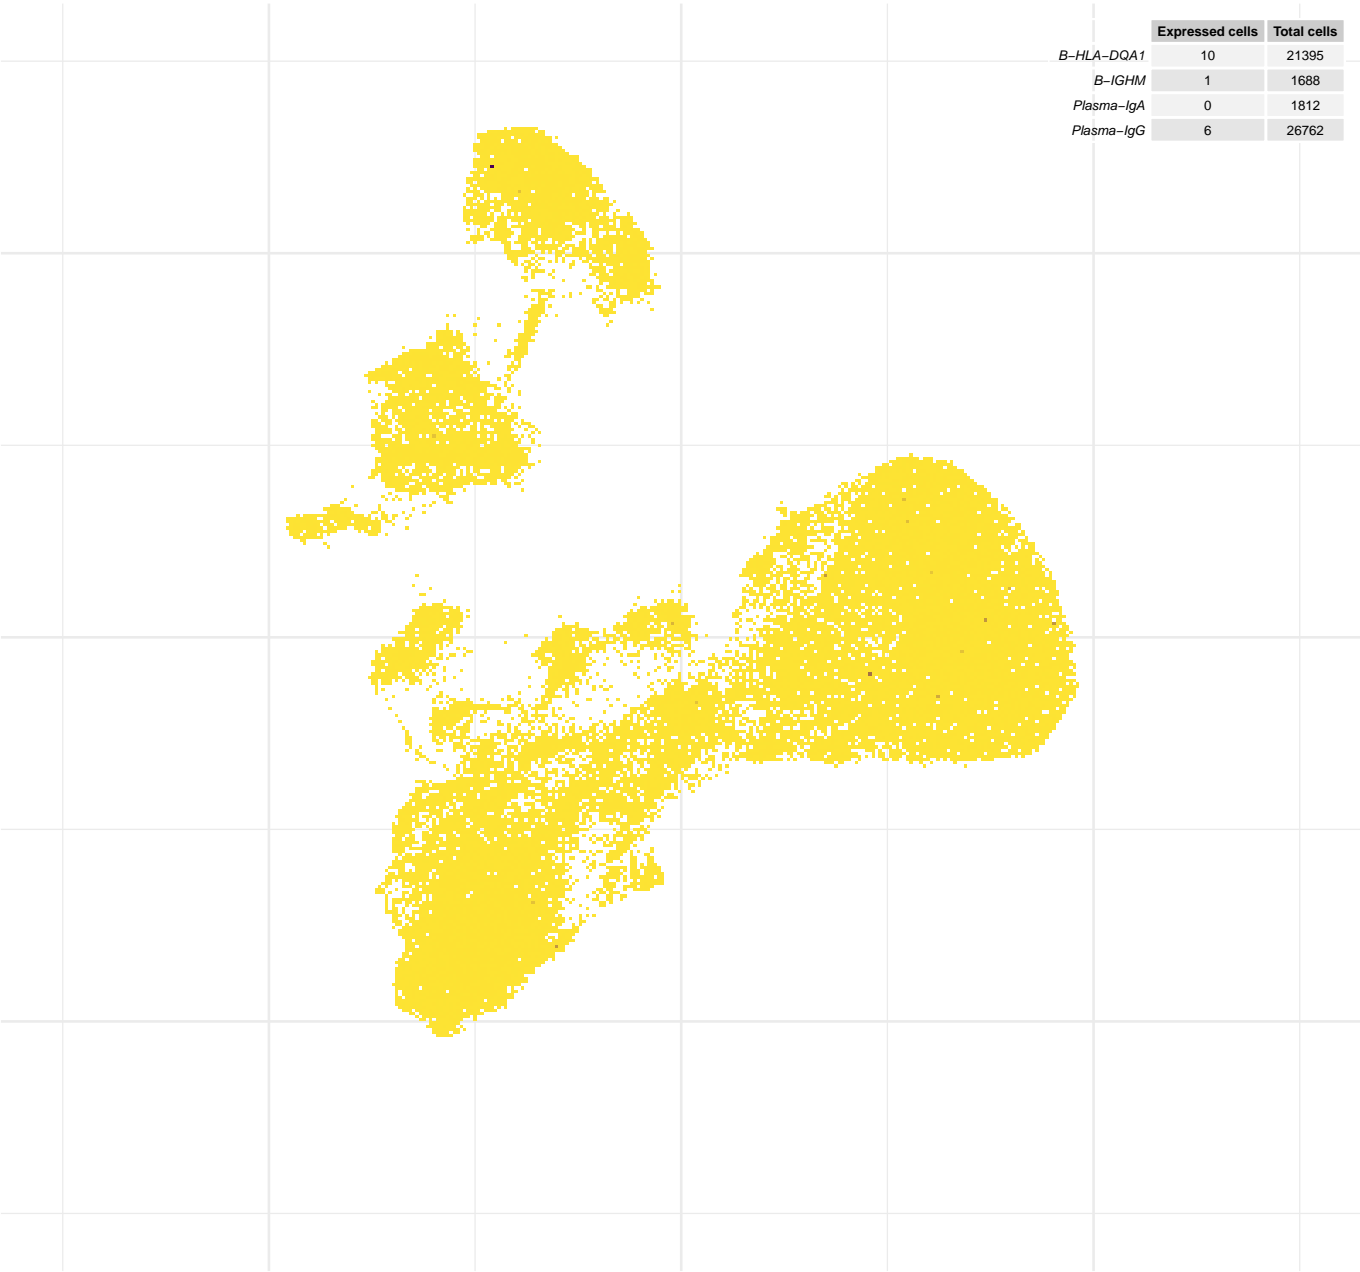 Expressed cells Total cells
B−HLA−DQA1 10 21395
B−IGHM 1 1688
Plasma−IgA 0 1812
Plasma−IgG 6 26762